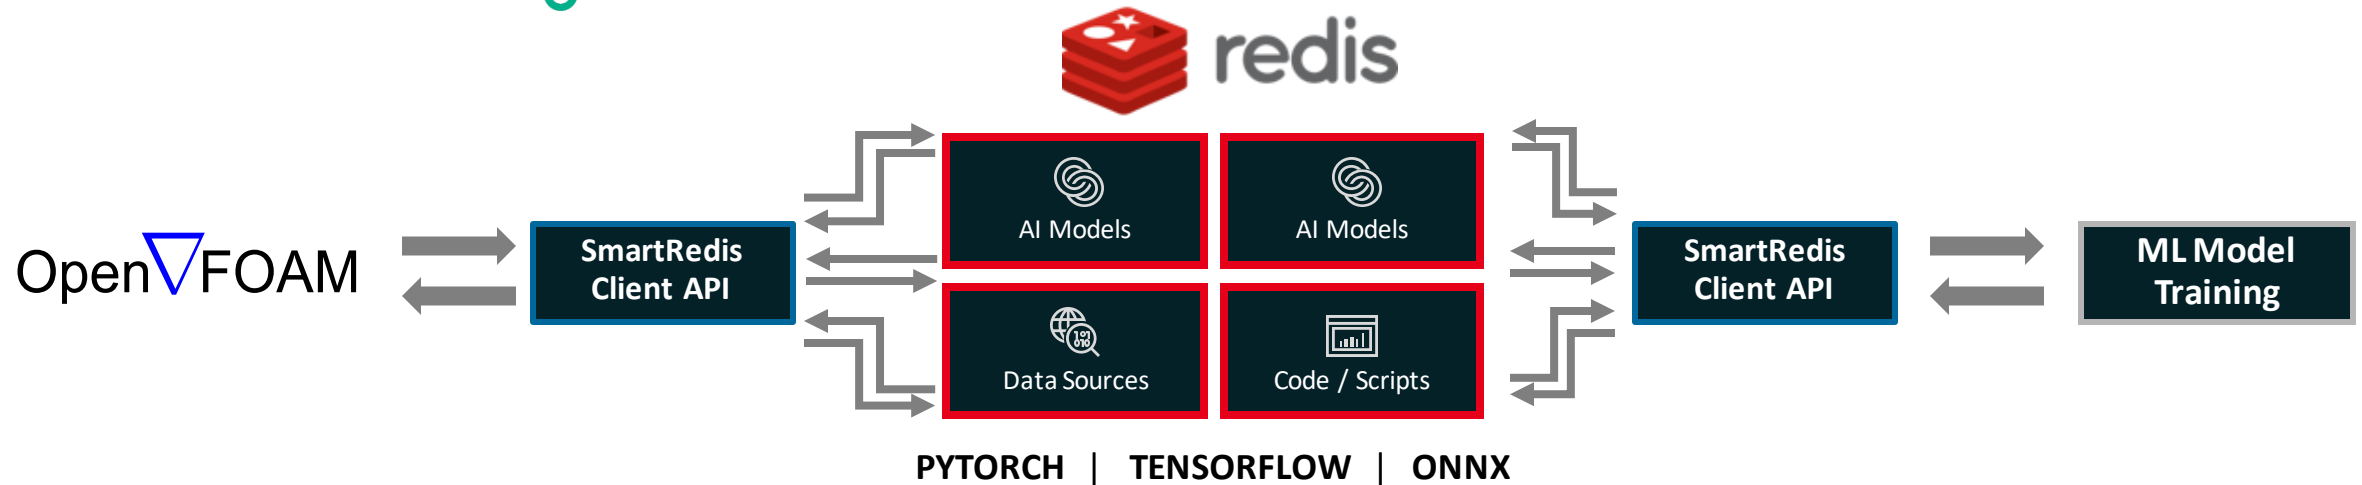 redis
AI Models
AI Models
OpenFOAM
SmartRedis
Client API
SmartRedis
Client API
ML Model
Training
Data Sources
Code / Scripts
PYTORCH | TENSORFLOW | ONNX